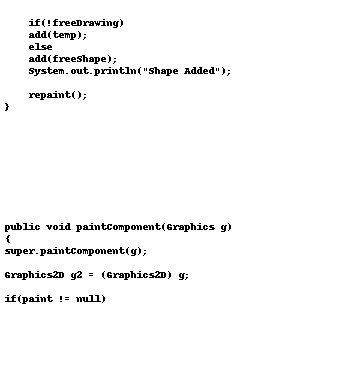 if(!freeDrawing)
add(temp);
else
add(freeShape);
System.out.println("Shape Added");
repaint();
}
public void paintComponent(Graphics g)
{
super.paintComponent(g);
Graphics2D g2 = (Graphics2D) g;
if(paint != null)